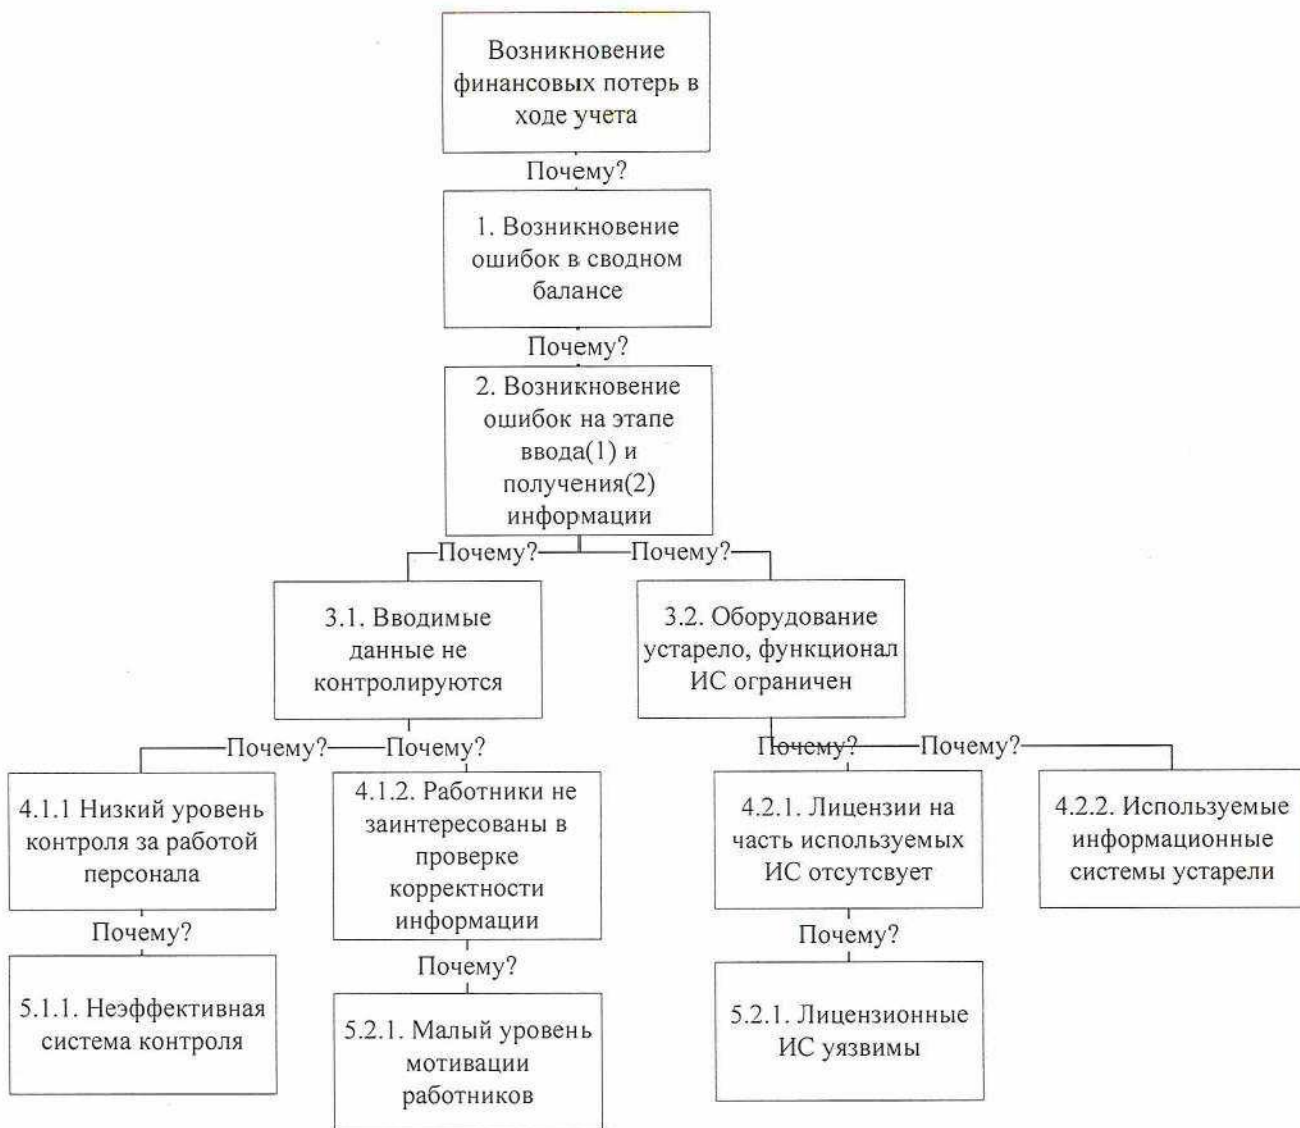 Возникновение
финансовых потерь в
ходе учета
Почему?
1. Возникновение
ошибок в сводном
балансе
Почему?
2. Возникновение
ошибок на этапе
ввода(1) и
получения(2)
информации
Почему?
Почему?
3.1. Вводимые
данные не
контролируются
3.2. Оборудование
устарело, функционал
ИС ограничен
Почему?
Почему?
Почему?
Почему?
4.1.1 Низкий уровень
контроля за работой
персонала
4.1.2. Работники не
заинтересованы в
проверке
корректности
информации
4.2.1. Лицензии на
часть используемых
ИС отсутсвует
4.2.2. Используемые
информационные
системы устарели
Почему?
Почему?
Почему?
5.1.1. Неэффективная
система контроля
5.2.1. Малый уровень
мотивации
работников
5.2.1. Лицензионные
ИС уязвимы